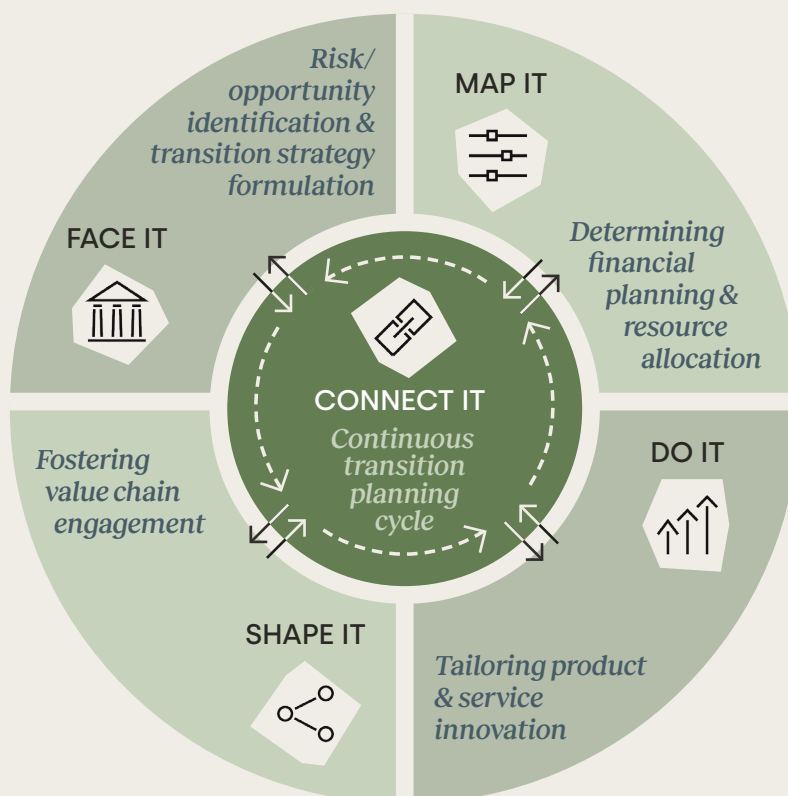 Risk/
opportunity
identification &
transition strategy
formulation
FACE IT
MAP IT
Determining
financial
planning &
resource
allocation
CONNECT IT
Continuous
transition
planning
cycle
Fostering
value chain
engagement
SHAPE IT
DO IT
Tailoring product
& service
innovation